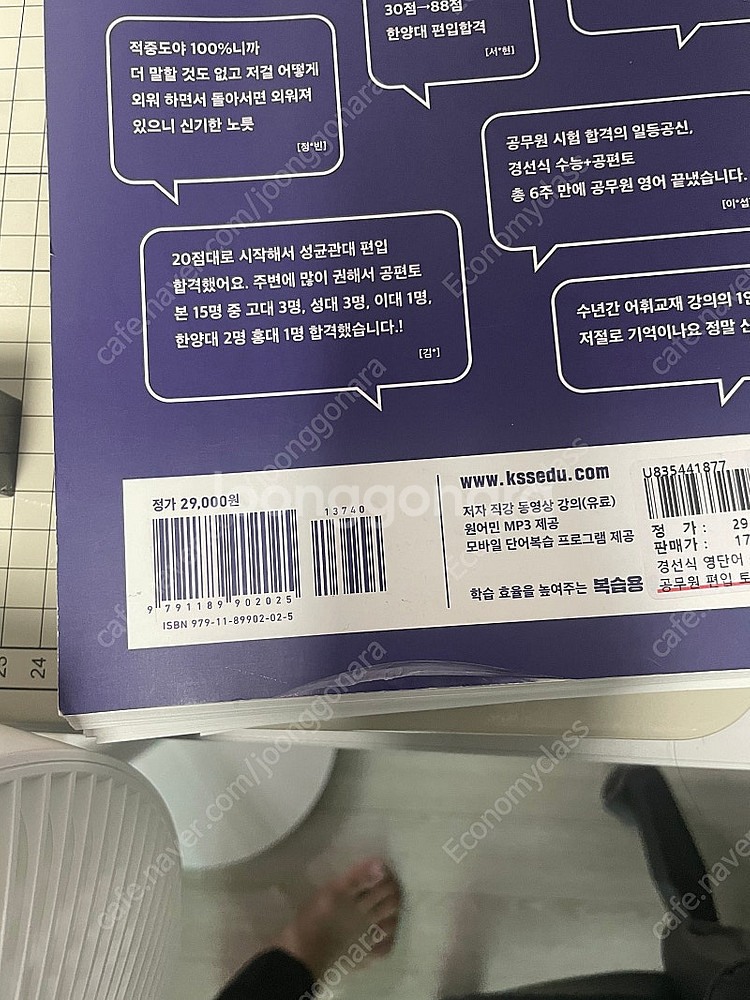 적중도야 100%니까
더 말할 것도 없고 저걸 어떻게
외워 하면서 돌아서면 외워져
있으니 신기한 노릇
[정*빈]
30점→88점
한양대 편입합격
[서*현]
공무원 시험 합격의 일등공신,
경선식 수능+공편토
총 6주 만에 공무원 영어 끝냈습니다.
[이*섭
20점대로 시작해서 성균관대 편입
합격했어요. 주변에 많이 권해서 공편토
본 15명 중 고대 3명, 성대 3명, 이대 1명,
한양대 2명 홍대 1명 합격했습니다.!
[김*]
수년간 어휘교재 강의의 1인
저절로 기억이나요 정말 신
정가 29,000원
13740
9 791189 902025
ISBN 979-11-89902-02-5
www.kssedu.com
저자 직강 동영상 강의(유료)
원어민 MP3 제공
모바일 단어복습 프로그램 제공
학습 효율을 높여주는 복습용
U835441877
정 가 : 29
판매가 : 17
경선식 영단어
공무원 편입 토
23
24
joonggonara
cafe.naver.com/joonggonara
Economyclass